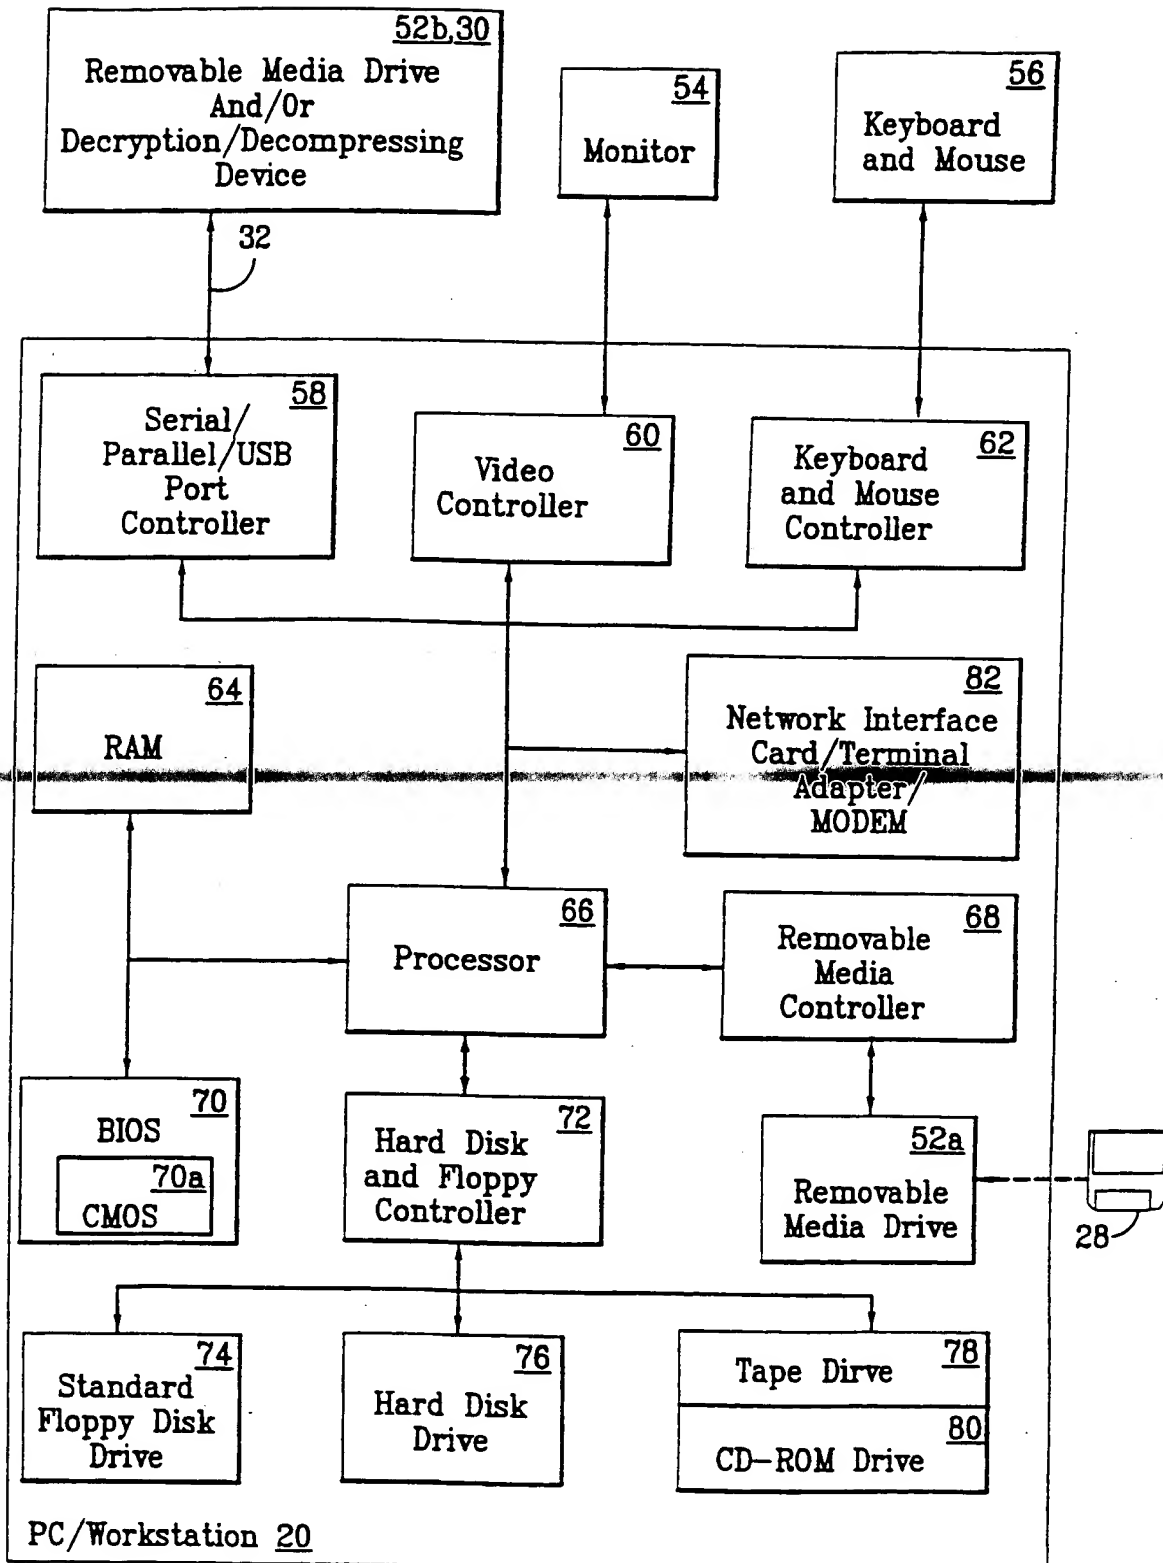 52b,30
Removable Media Drive
And/Or
Decryption/Decompressing
Device
54
Monitor
56
Keyboard
and Mouse
32
58
Serial/
Parallel/USB
Port
Controller
60
Video
Controller
62
Keyboard
and Mouse
Controller
64
RAM
82
Network Interface
Card/Terminal
Adapter/
MODEM
66
Processor
68
Removable
Media
Controller
70
BIOS
70a
CMOS
72
Hard Disk
and Floppy
Controller
52a
Removable
Media Drive
28
74
Standard
Floppy Disk
Drive
76
Hard Disk
Drive
78
Tape Dirve
80
CD-ROM Drive
PC/Workstation 20